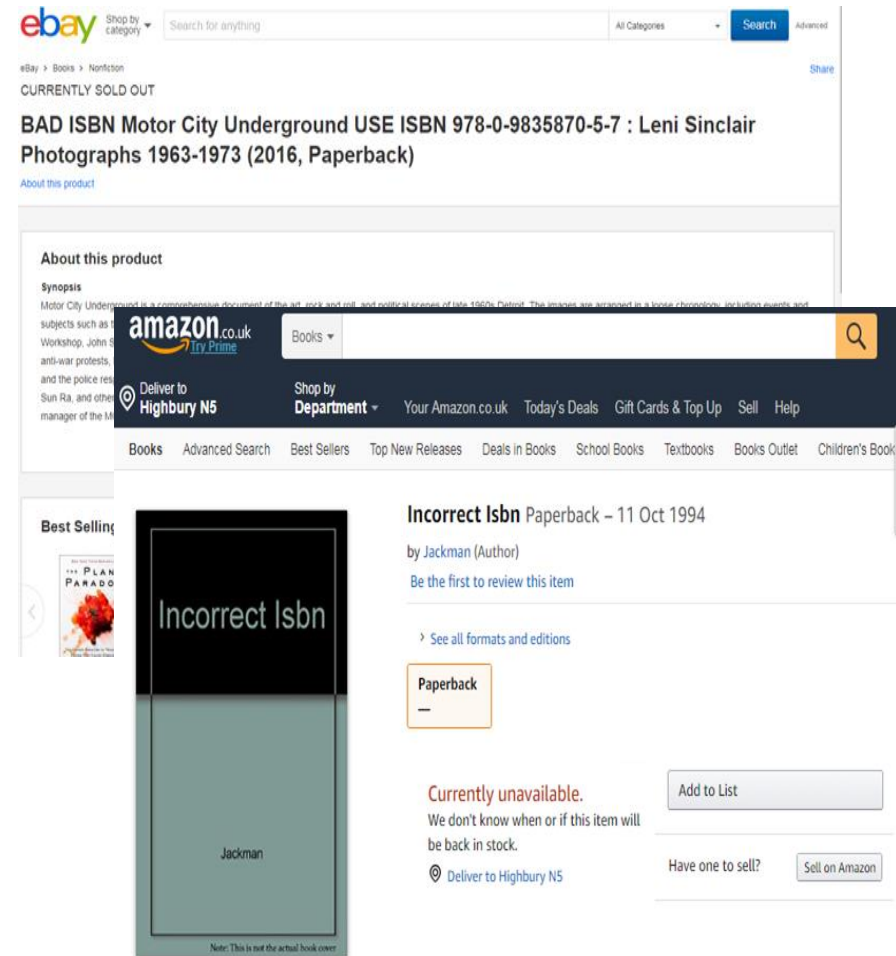 ebay
Shop by
category
Search for anything
All Categories
Search
Advanced
eBay > Books > Nonfiction
Share
CURRENTLY SOLD OUT
BAD ISBN Motor City Underground USE ISBN 978-0-9835870-5-7 : Leni Sinclair
Photographs 1963-1973 (2016, Paperback)
About this product
About this product
Synopsis
Motor City Underground is a comprehensive document of the art, rock and roll, and political scenes of late 1960s Detroit. The images are arranged in a loose chronology, including events and
subjects such as
Workshop, John
anti-war protests,
and the police
Sun Ra, and other
manager of the
Best Selling
PARADO
amazon.co.uk
Try Prime
Books
Deliver to
Highbury N5
Shop by
Department
Your Amazon.co.uk Today's Deals Gift Cards & Top Up Sell Help
Books Advanced Search Best Sellers Top New Releases Deals in Books School Books Textbooks Books Outlet Children's Book
Incorrect Isbn
Jackman
Note: This is not the actual book cover
Incorrect Isbn Paperback – 11 Oct 1994
by Jackman (Author)
Be the first to review this item
› See all formats and editions
Paperback
—
Currently unavailable.
We don't know when or if this item will
be back in stock.
Deliver to Highbury N5
Add to List
Have one to sell?
Sell on Amazon